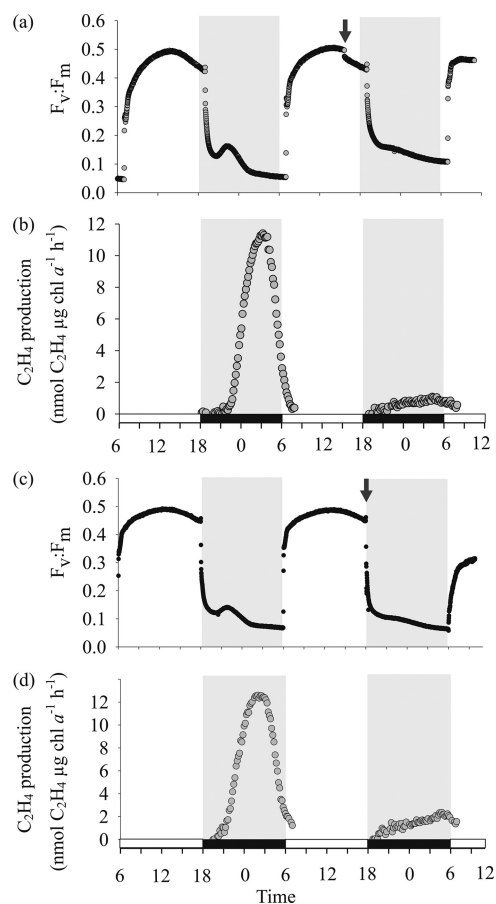 (a)
0.6
0.5
0.4
0.3
0.2
0.1
0.0
Fv:Fm
(b)
12
10
8
6
4
2
0
C2H4 production
(nmol C2H4 µg chl a-1 h-1)
6 12 18 0 6 12 18 0 6 12
(c)
0.6
0.5
0.4
0.3
0.2
0.1
0.0
Fv:Fm
(d)
12
10
8
6
4
2
0
C2H4 production
(nmol C2H4 µg chl a-1 h-1)
6 12 18 0 6 12 18 0 6 12
Time